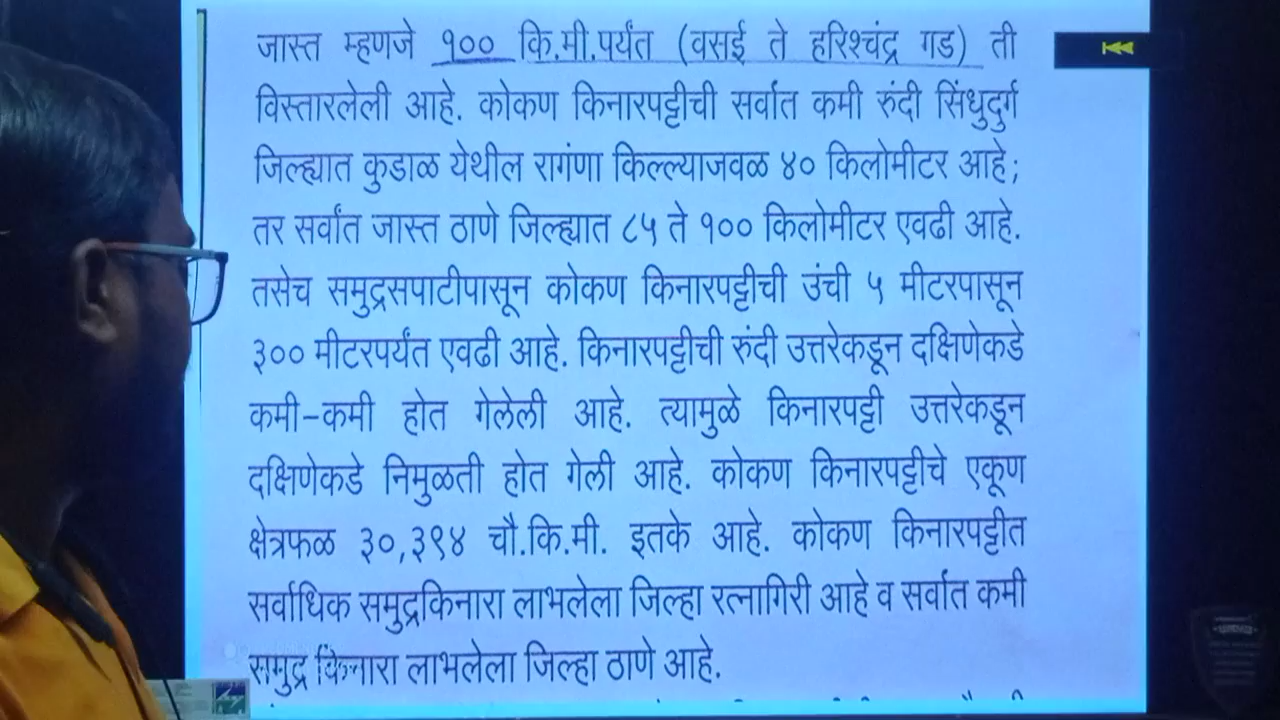 जास्त म्हणजे १०० कि.मी.पर्यंत (वसई ते हरिश्चंद्र गड) ती
विस्तारलेली आहे. कोकण किनारपट्टीची सर्वात कमी रुंदी सिंधुदुर्ग
जिल्ह्यात कुडाळ येथील रागंणा किल्ल्याजवळ ४० किलोमीटर आहे;
तर सर्वांत जास्त ठाणे जिल्ह्यात ८५ ते १०० किलोमीटर एवढी आहे.
तसेच समुद्रसपाटीपासून कोकण किनारपट्टीची उंची ५ मीटरपासून
३०० मीटरपर्यंत एवढी आहे. किनारपट्टीची रुंदी उत्तरेकडून दक्षिणेकडे
कमी-कमी होत गेलेली आहे. त्यामुळे किनारपट्टी उत्तरेकडून
दक्षिणेकडे निमुळती होत गेली आहे. कोकण किनारपट्टीचे एकूण
क्षेत्रफळ ३०,३९४ चौ.कि.मी. इतके आहे. कोकण किनारपट्टीत
सर्वाधिक समुद्रकिनारा लाभलेला जिल्हा रत्नागिरी आहे व सर्वात कमी
समुद्र किनारा लाभलेला जिल्हा ठाणे आहे.